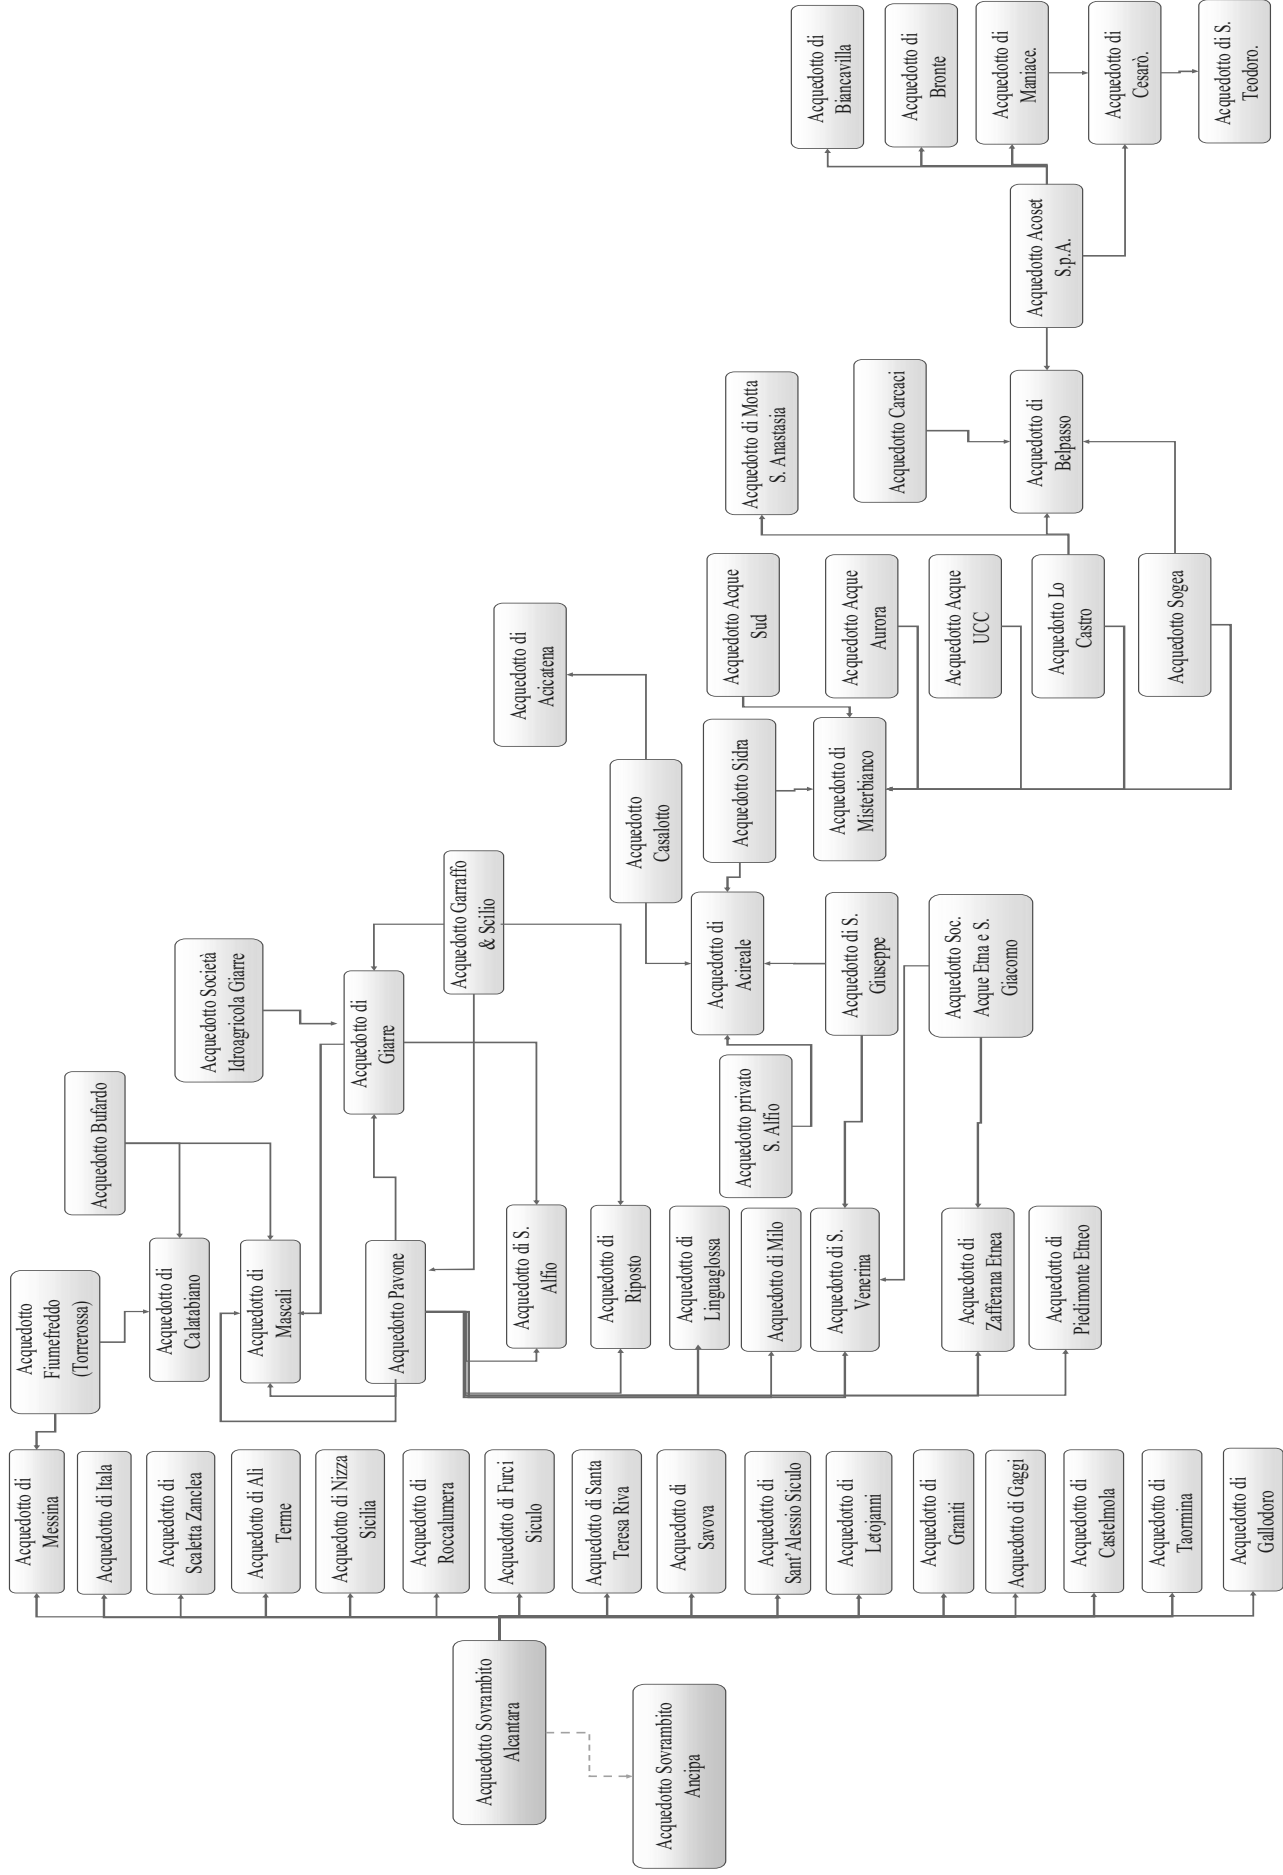 Acquedotto Sovrambito
Alcantara
Acquedotto Sovrambito
Ancipa
Acquedotto di
Messina
Acquedotto di Itala
Acquedotto di
Scaletta Zanclea
Acquedotto di Alì
Terme
Acquedotto di Nizza
Sicilia
Acquedotto di
Roccalumera
Acquedotto di Furci
Siculo
Acquedotto di Santa
Teresa Riva
Acquedotto di
Savova
Acquedotto di
Sant’Alessio Siculo
Acquedotto di
Letojanni
Acquedotto di
Graniti
Acquedotto di Gaggi
Acquedotto di
Castelmola
Acquedotto di
Taormina
Acquedotto di
Gallodoro
Acquedotto
Fiumefreddo
(Torrerossa)
Acquedotto di
Calatabiano
Acquedotto di
Mascali
Acquedotto Pavone
Acquedotto di S.
Alfio
Acquedotto di
Riposto
Acquedotto di
Linguaglossa
Acquedotto di Milo
Acquedotto di S.
Venerina
Acquedotto di
Zafferana Etnea
Acquedotto di
Piedimonte Etneo
Acquedotto Bufardo
Acquedotto Società
Idroagricola Giarre
Acquedotto di
Giarre
Acquedotto Garraffo
& Scilio
Acquedotto privato
S. Alfio
Acquedotto di
Acireale
Acquedotto di S.
Giuseppe
Acquedotto Soc.
Acque Etna e S.
Giacomo
Acquedotto
Casalotto
Acquedotto Sidra
Acquedotto di
Misterbianco
Acquedotto di
Acicatena
Acquedotto Acque
Sud
Acquedotto Acque
Aurora
Acquedotto Acque
UCC
Acquedotto Lo
Castro
Acquedotto Sogea
Acquedotto di Motta
S. Anastasia
Acquedotto Carcaci
Acquedotto di
Belpasso
Acquedotto Acoset
S.p.A.
Acquedotto di
Biancavilla
Acquedotto di
Bronte
Acquedotto di
Maniace.
Acquedotto di
Cesarò.
Acquedotto di S.
Teodoro.